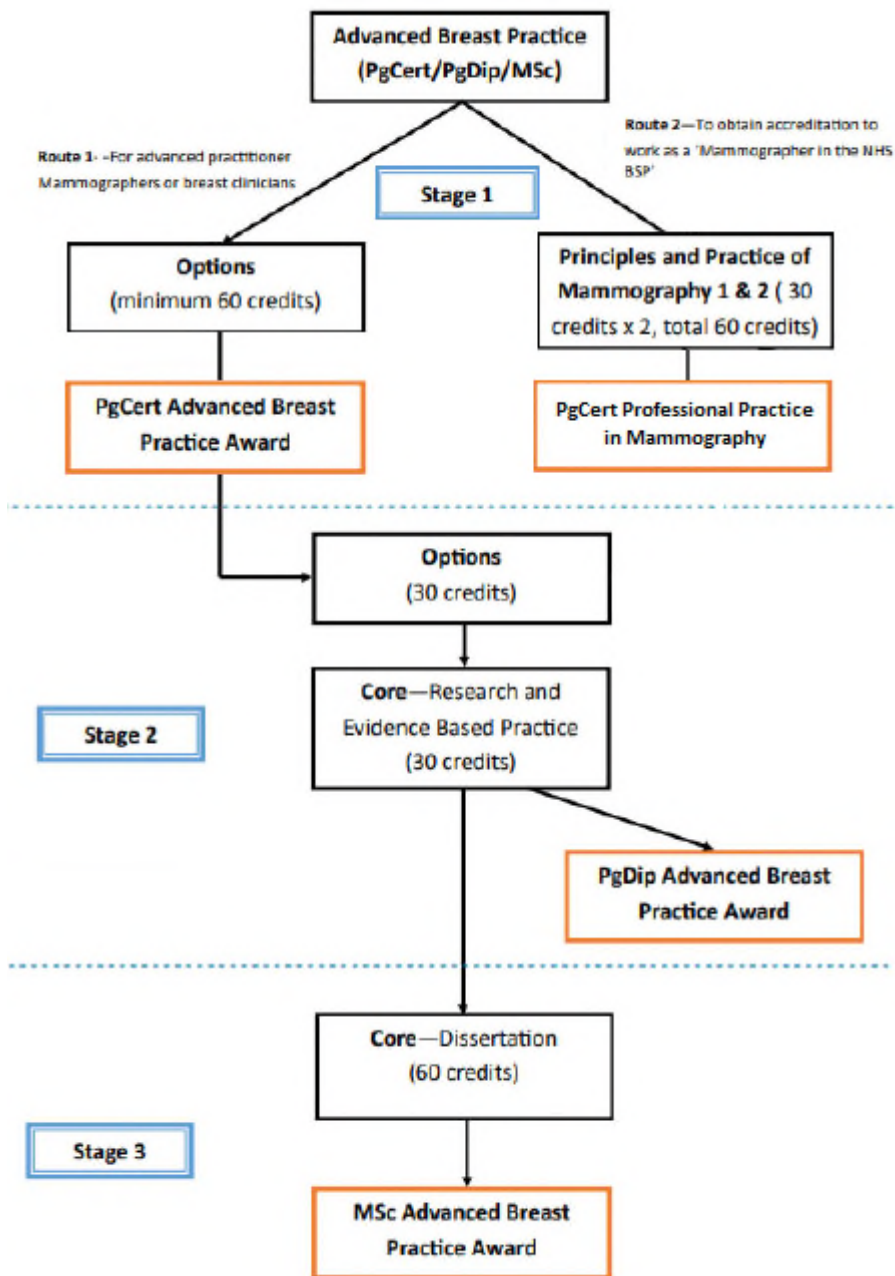 Advanced Breast Practice
(PgCert/PgDip/MSc)
Route 1- –For advanced practitioner
Mammographers or breast clinicians
Route 2—To obtain accreditation to
work as a 'Mammographer in the NHS
BSP'
Stage 1
Options
(minimum 60 credits)
Principles and Practice of
Mammography 1 & 2 ( 30
credits x 2, total 60 credits)
PgCert Advanced Breast
Practice Award
PgCert Professional Practice
in Mammography
Options
(30 credits)
Core—Research and
Evidence Based Practice
(30 credits)
Stage 2
PgDip Advanced Breast
Practice Award
Core—Dissertation
(60 credits)
Stage 3
MSc Advanced Breast
Practice Award